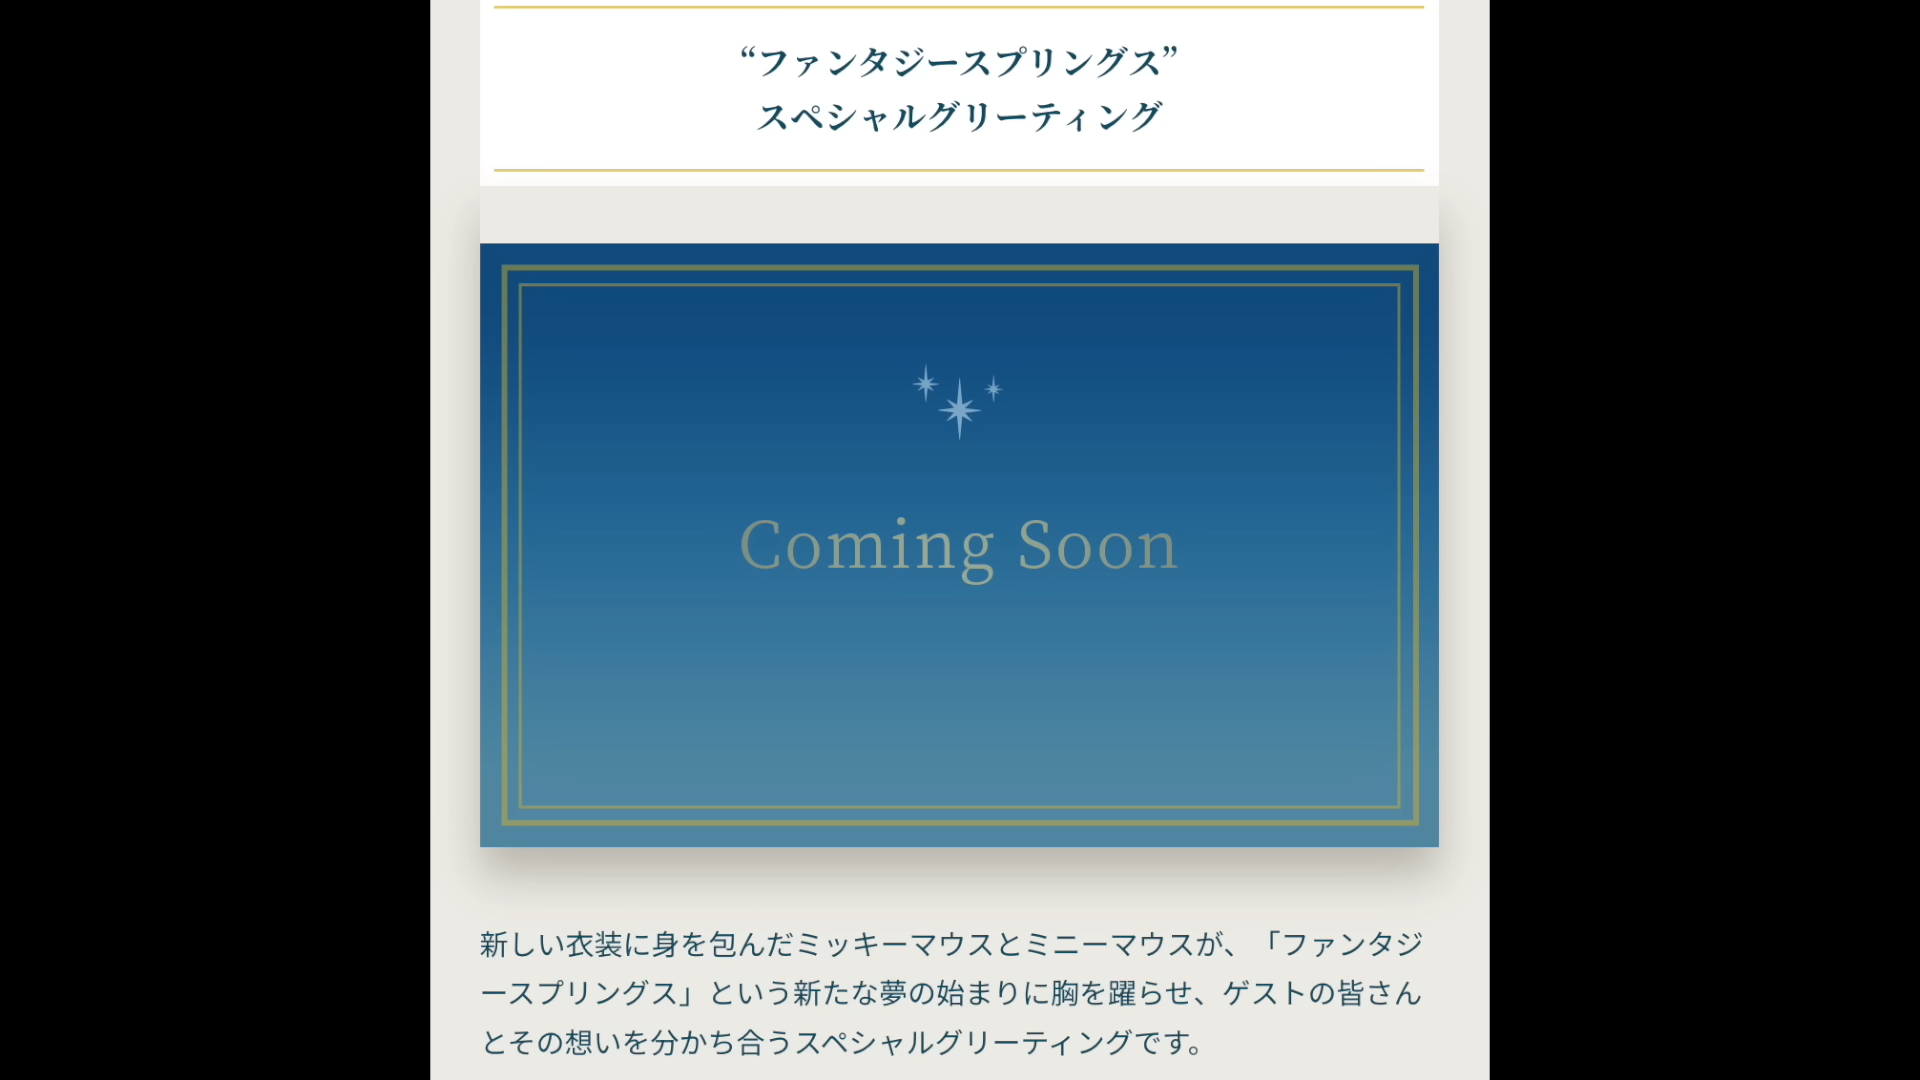 “ファンタジースプリングス”
スペシャルグリーティング
Coming Soon
新しい衣装に身を包んだミッキーマウスとミニーマウスが、「ファンタジ
ースプリングス」という新たな夢の始まりに胸を躍らせ、ゲストの皆さん
とその想いを分かち合うスペシャルグリーティングです。